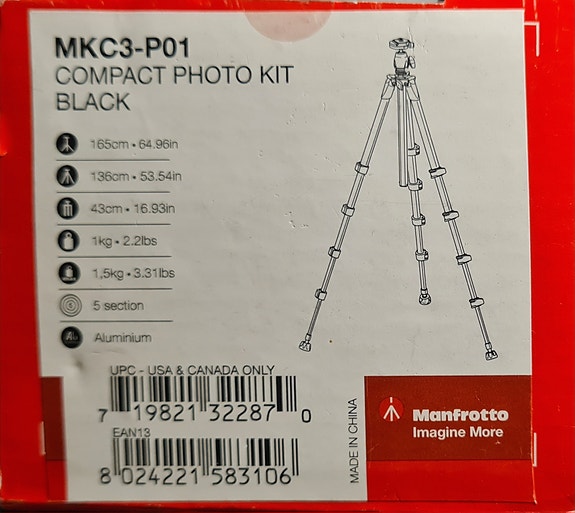 MKC3-P01
COMPACT PHOTO KIT
BLACK
165cm • 64.96in
136cm • 53.54in
43cm • 16.93in
1kg • 2.2lbs
1,5kg • 3.31lbs
5 section
Aluminium
UPC - USA & CANADA ONLY
7 19821 32287 0
EAN13
8 024221 583106
MADE IN CHINA
Manfrotto
Imagine More